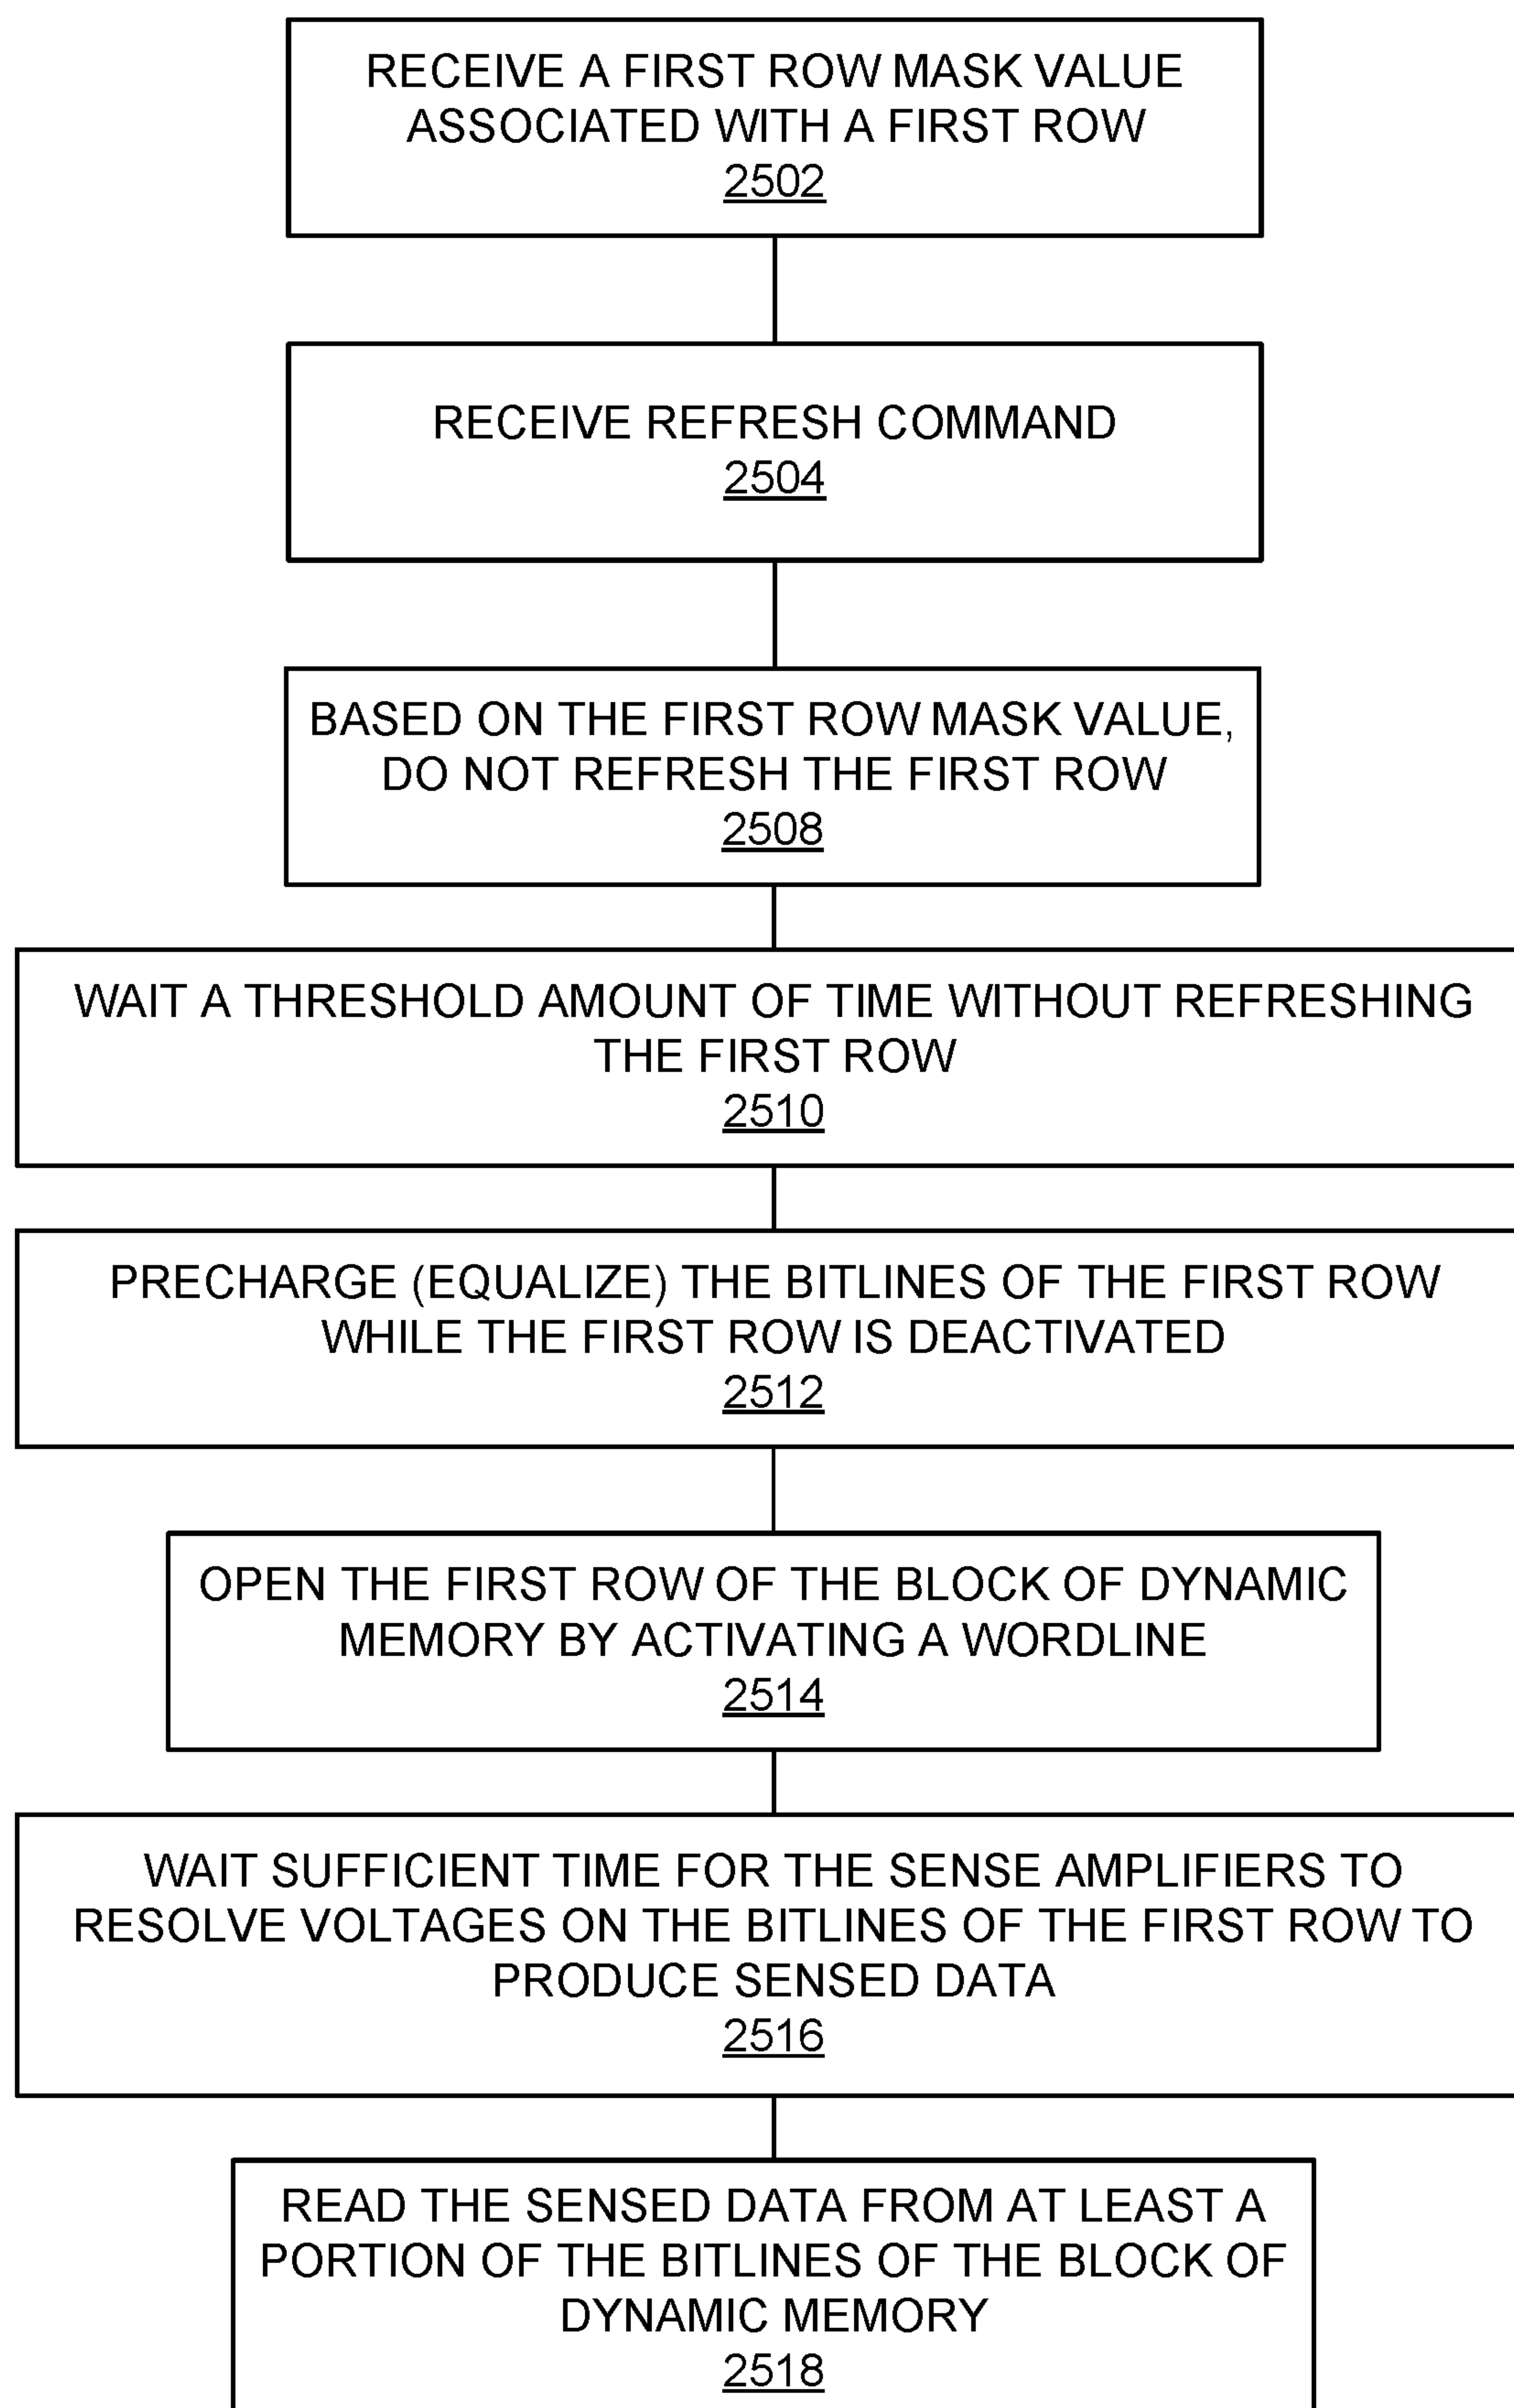 RECEIVE A FIRST ROW MASK VALUE
ASSOCIATED WITH A FIRST ROW
2502
RECEIVE REFRESH COMMAND
2504
BASED ON THE FIRST ROW MASK VALUE,
DO NOT REFRESH THE FIRST ROW
2508
WAIT A THRESHOLD AMOUNT OF TIME WITHOUT REFRESHING
THE FIRST ROW
2510
PRECHARGE (EQUALIZE) THE BITLINES OF THE FIRST ROW
WHILE THE FIRST ROW IS DEACTIVATED
2512
OPEN THE FIRST ROW OF THE BLOCK OF DYNAMIC
MEMORY BY ACTIVATING A WORDLINE
2514
WAIT SUFFICIENT TIME FOR THE SENSE AMPLIFIERS TO
RESOLVE VOLTAGES ON THE BITLINES OF THE FIRST ROW TO
PRODUCE SENSED DATA
2516
READ THE SENSED DATA FROM AT LEAST A
PORTION OF THE BITLINES OF THE BLOCK OF
DYNAMIC MEMORY
2518